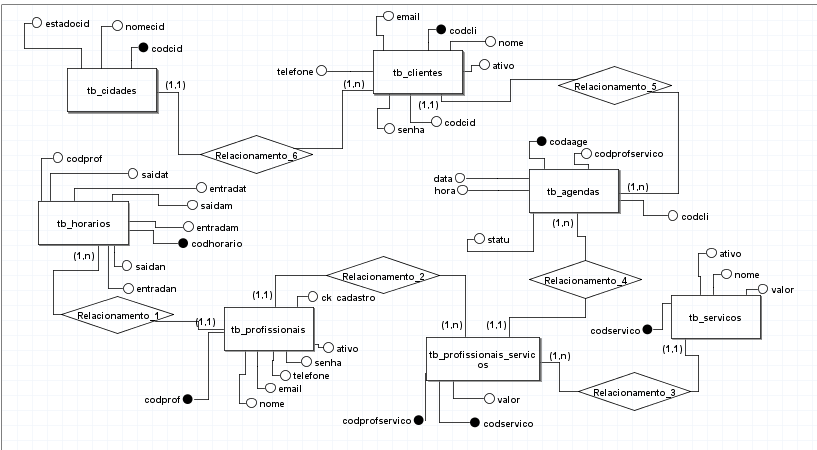 estadocid
nomecid
codcid
tb_cidades
(1,1)
email
codcli
nome
ativo
telefone
tb_clientes
(1,n)
(1,1)
codcid
senha
Relacionamento_5
Relacionamento_6
codprof
saidat
entradat
saidam
entradam
codhorario
tb_horarios
(1,n)
saidan
entradan
codaage
codprofservico
data
hora
tb_agendas
(1,n)
codcli
statu
(1,n)
Relacionamento_2
Relacionamento_4
ativo
nome
valor
(1,1)
ck_cadastro
Relacionamento_1
(1,1)
tb_profissionais
ativo
senha
telefone
email
nome
codprof
(1,n)
(1,1)
tb_profissionais_servic
os
(1,n)
codservico
tb_servicos
(1,1)
Relacionamento_3
valor
codprofservico
codservico